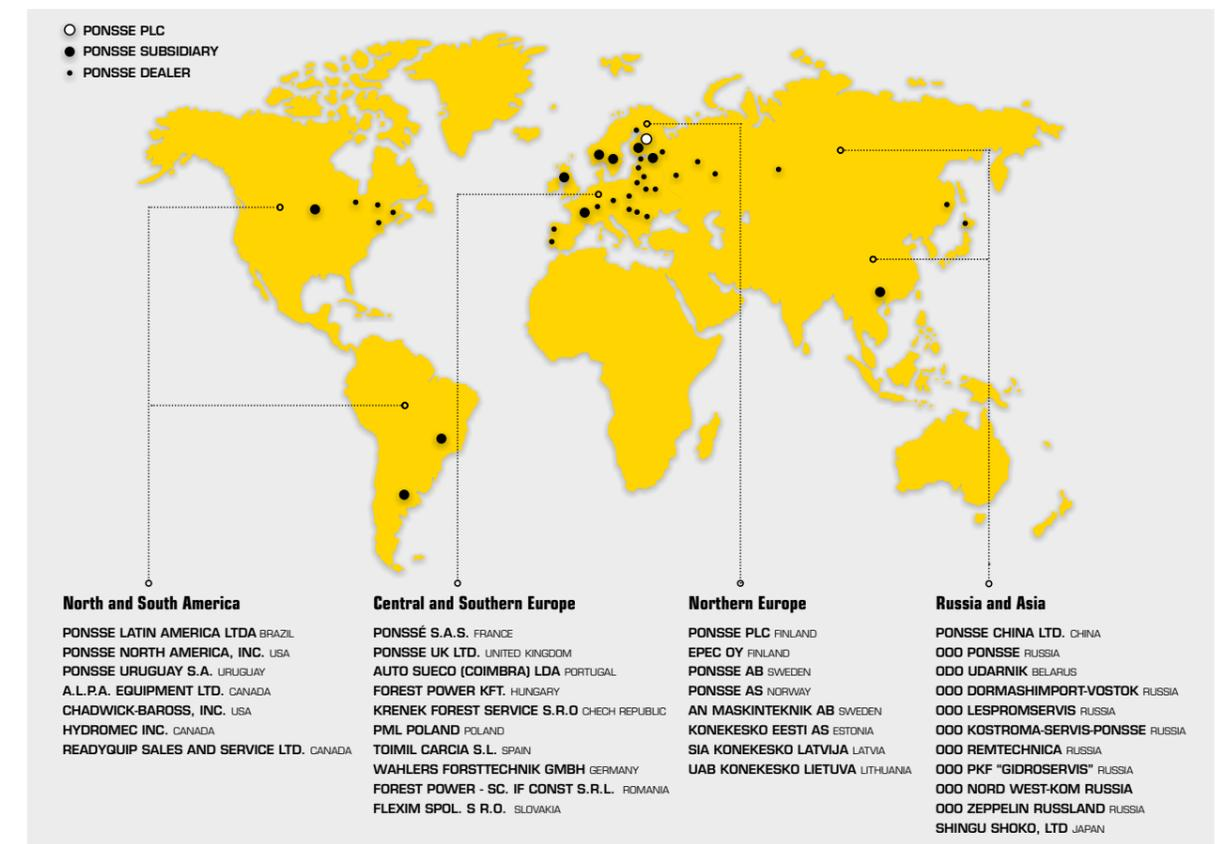 PONSSE PLC
PONSSE SUBSIDIARY
PONSSE DEALER
North and South America
PONSSE LATIN AMERICA LTDA BRAZIL
PONSSE NORTH AMERICA, INC. USA
PONSSE URUGUAY S.A. URUGUAY
A.L.P.A. EQUIPMENT LTD. CANADA
CHADWICK-BAROSS, INC. USA
HYDROMEC INC. CANADA
READYQUIP SALES AND SERVICE LTD. CANADA
Central and Southern Europe
PONSSÉ S.A.S. FRANCE
PONSSE UK LTD. UNITED KINGDOM
AUTO SUECO (COIMBRA) LDA PORTUGAL
FOREST POWER KFT. HUNGARY
KRENEK FOREST SERVICE S.R.O CHECH REPUBLIC
PML POLAND POLAND
TOIMIL CARCIA S.L. SPAIN
WAHLERS FORSTTECHNIK GMBH GERMANY
FOREST POWER - SC. IF CONST S.R.L. ROMANIA
FLEXIM SPOL. S R.O. SLOVAKIA
Northern Europe
PONSSE PLC FINLAND
EPEC OY FINLAND
PONSSE AB SWEDEN
PONSSE AS NORWAY
AN MASKINTEKNIK AB SWEDEN
KONEKESKO EESTI AS ESTONIA
SIA KONEKESKO LATVIJA LATVIA
UAB KONEKESKO LIETUVA LITHUANIA
Russia and Asia
PONSSE CHINA LTD. CHINA
OOO PONSSE RUSSIA
ODO UDARNIK BELARUS
OOO DORMASHIMPORT-VOSTOK RUSSIA
OOO LESPROMSERVIS RUSSIA
OOO KOSTROMA-SERVIS-PONSSE RUSSIA
OOO REMTECHNICA RUSSIA
OOO PKF "GIDROSERVIS" RUSSIA
OOO NORD WEST-KOM RUSSIA
OOO ZEPPELIN RUSSLAND RUSSIA
SHINGU SHOKO, LTD JAPAN